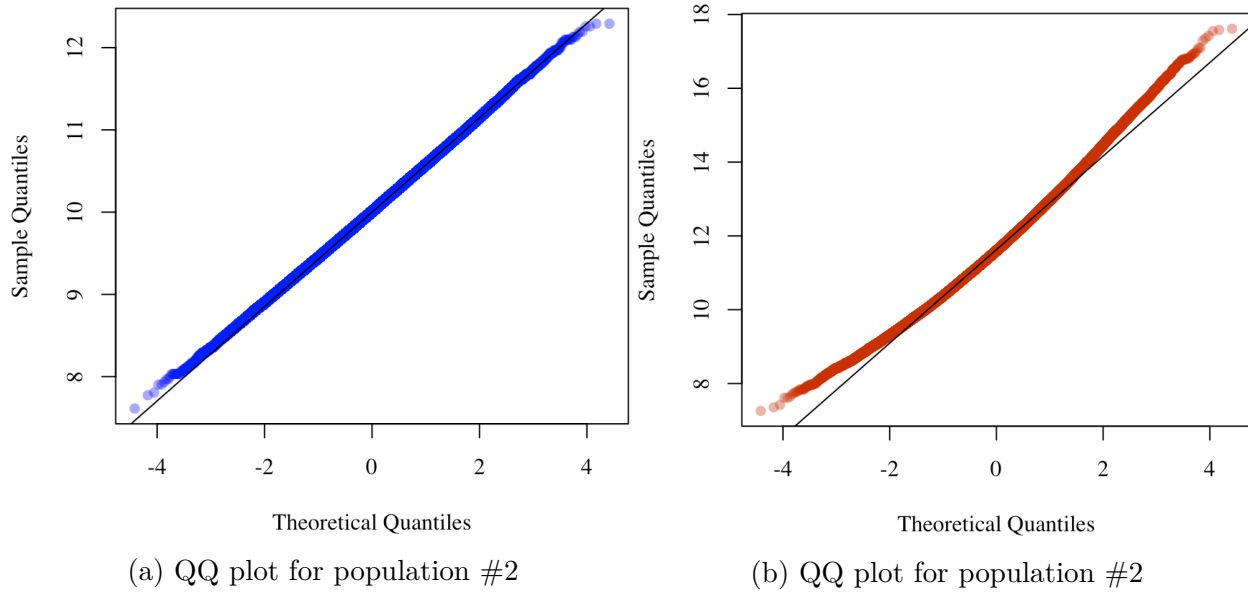 Sample Quantiles
12
11
10
9
8
-4 -2 0 2 4
Theoretical Quantiles
(a) QQ plot for population #2
Sample Quantiles
18
16
14
12
10
8
-4 -2 0 2 4
Theoretical Quantiles
(b) QQ plot for population #2